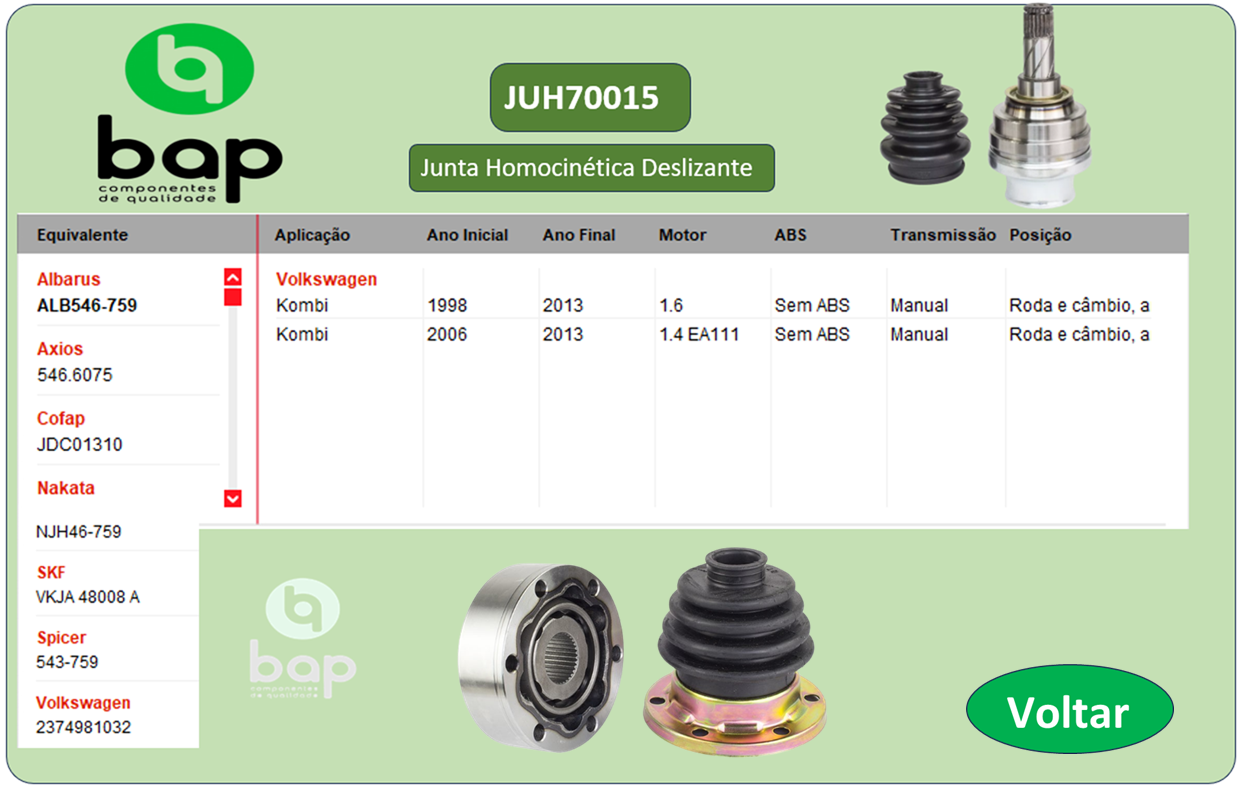 bap
componentes
de qualidade
JUH70015
Junta Homocinética Deslizante
Equivalente
Albarus
ALB546-759
Axios
546.6075
Cofap
JDC01310
Nakata
NJH46-759
SKF
VKJA 48008 A
Spicer
543-759
Volkswagen
2374981032
Aplicação Ano Inicial Ano Final Motor ABS Transmissão Posição
Volkswagen
Kombi 1998 2013 1.6 Sem ABS Manual Roda e câmbio, a
Kombi 2006 2013 1.4 EA111 Sem ABS Manual Roda e câmbio, a
bap
componentes
de qualidade
Voltar